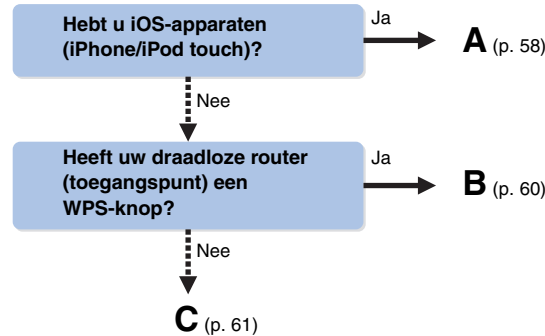 Hebt u iOS-apparaten
(iPhone/iPod touch)?
Ja
A (p. 58)
Nee
Heeft uw draadloze router
(toegangspunt) een
WPS-knop?
Ja
B (p. 60)
Nee
C (p. 61)